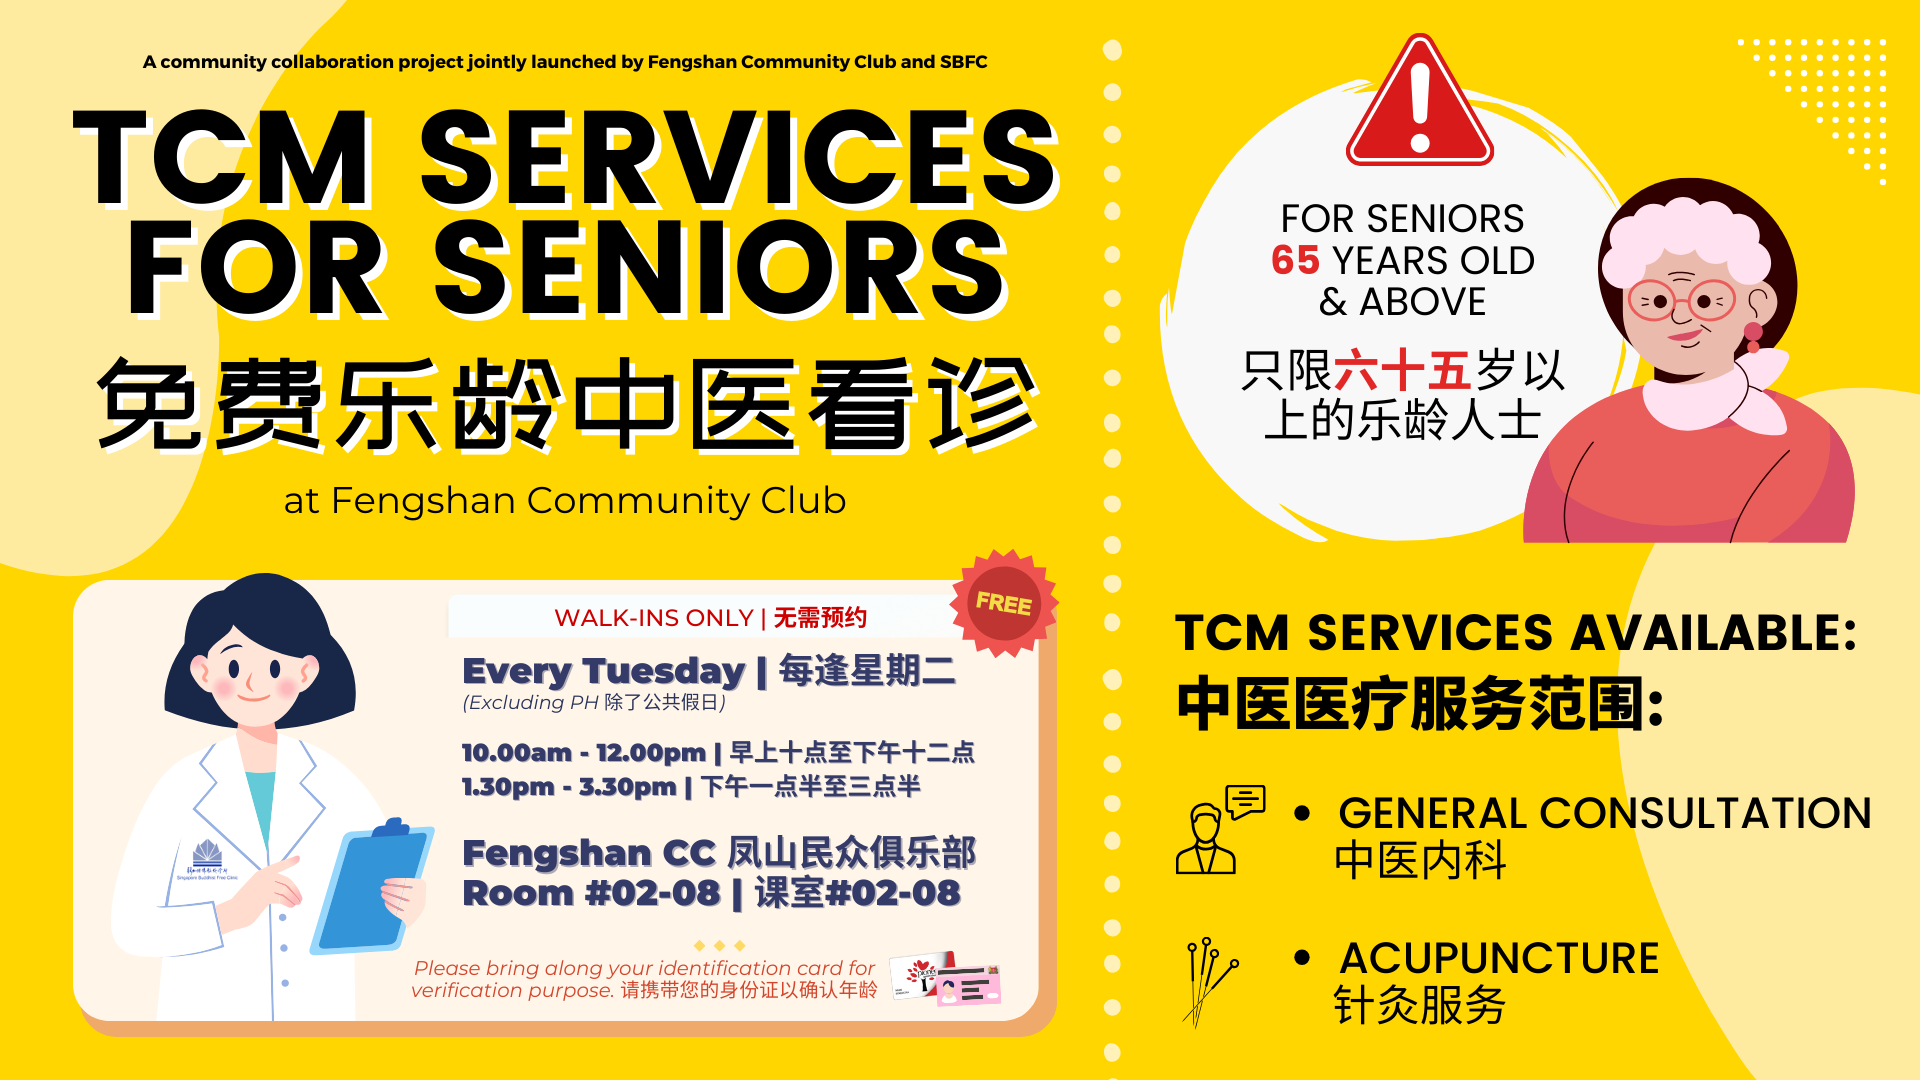 A community collaboration project jointly launched by Fengshan Community Club and SBFC
TCM SERVICES
FOR SENIORS
免费乐龄中医看诊
at Fengshan Community Club
FREE
WALK-INS ONLY | 无需预约
Every Tuesday | 每逢星期二
(Excluding PH 除了公共假日)
10.00am - 12.00pm | 早上十点至下午十二点
1.30pm - 3.30pm | 下午一点半至三点半
Fengshan CC 凤山民众俱乐部
Room #02-08 | 课室#02-08
Please bring along your identification card for
verification purpose. 请携带您的身份证以确认年龄
Singapore Buddhist Free Clinic
FOR SENIORS
65 YEARS OLD
& ABOVE
只限六十五岁以
上的乐龄人士
TCM SERVICES AVAILABLE:
中医医疗服务范围:
• GENERAL CONSULTATION
中医内科
• ACUPUNCTURE
针灸服务